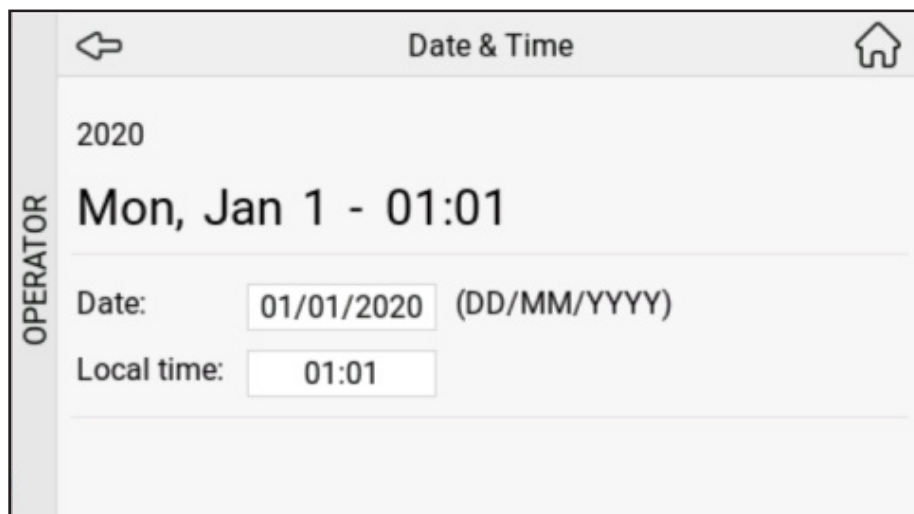 Date & Time
2020
Mon, Jan 1 - 01:01
OPERATOR
Date: 01/01/2020 (DD/MM/YYYY)
Local time: 01:01